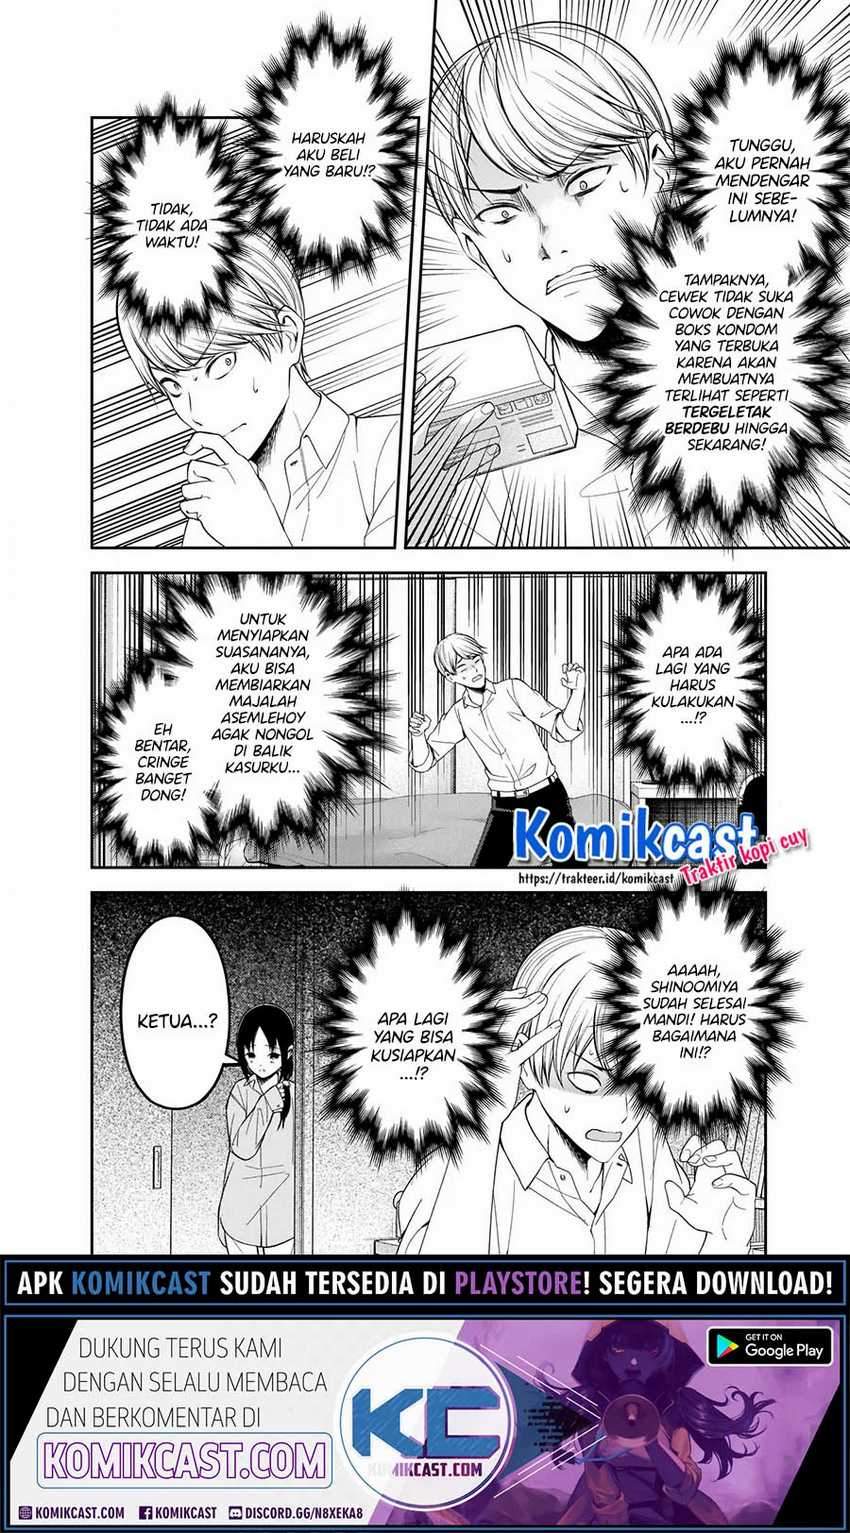 TUNGGU,
AKU PERNAH
MENDENGAR
INI SEBE-
LUMNYA!
TAMPAKNYA,
CEWEK TIDAK SUKA
COWOK DENGAN
BOKS KONDOM
YANG TERBUKA
KARENA AKAN
MEMBUATNYA
TERLIHAT SEPERTI
TERGELETAK
BERDEBU HINGGA
SEKARANG!
HARUSKAH
AKU BELI
YANG BARU!?
TIDAK,
TIDAK ADA
WAKTU!
APA ADA
LAGI YANG
HARUS
KULAKUKAN
...!?
UNTUK
MENYIAPKAN
SUASANANYA,
AKU BISA
MEMBIARKAN
MAJALAH
ASEMLEHOY
AGAK NONGOL
DI BALIK
KASURKU...
EH
BENTAR,
CRINGE
BANGET
DONG!
Komikcast
Traktir kopi cuy
https://trakteer.id/komikcast
AAAAH,
SHINOOMIYA
SUDAH SELESAI
MANDI! HARUS
BAGAIMANA
INI!?
APA LAGI
YANG BISA
KUSIAPKAN
...!?
KETUA...?
APK KOMIKCAST SUDAH TERSEDIA DI PLAYSTORE! SEGERA DOWNLOAD!
DUKUNG TERUS KAMI
DENGAN SELALU MEMBACA
DAN BERKOMENTAR DI
KOMIKCAST.COM
KOMIKCAST.COM KOMIKCAST DISCORD.GG/N8XEKA8
KC
KOMIKCAST.COM
GET IT ON
Google Play